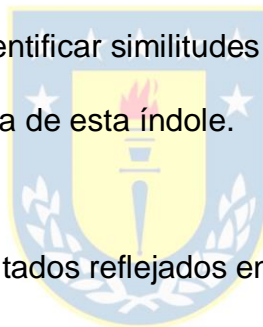 entificar similitudes
a de esta índole.
tados reflejados en